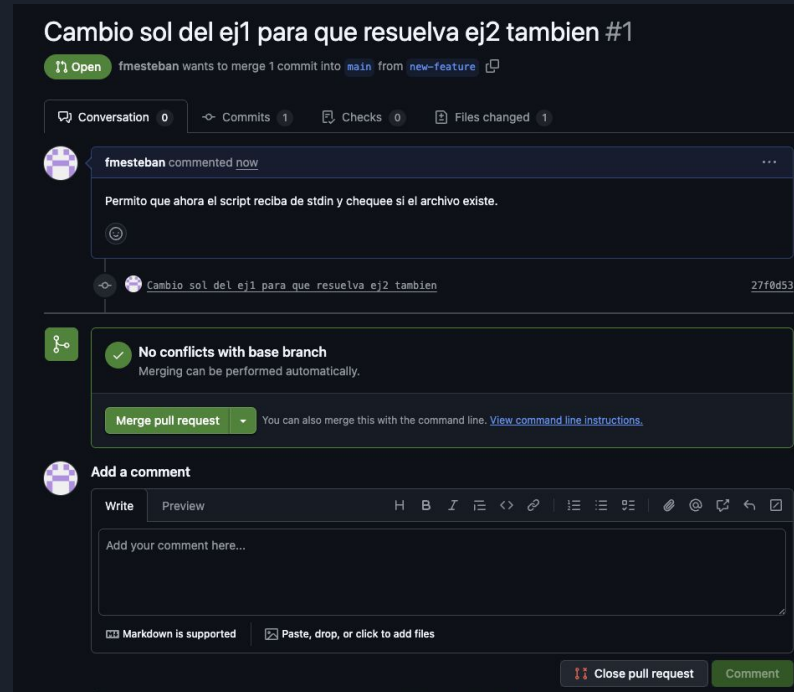 Cambio sol del ej1 para que resuelva ej2 tambien #1
Open fmesteban wants to merge 1 commit into main from new-feature
Conversation 0 Commits 1 Checks 0 Files changed 1
fmesteban commented now
Permito que ahora el script reciba de stdin y chequee si el archivo existe.
Cambio sol del ej1 para que resuelva ej2 tambien 27f0d53
No conflicts with base branch
Merging can be performed automatically.
Merge pull request You can also merge this with the command line. View command line instructions.
Add a comment
Write Preview
Add your comment here...
Markdown is supported Paste, drop, or click to add files
Close pull request Comment